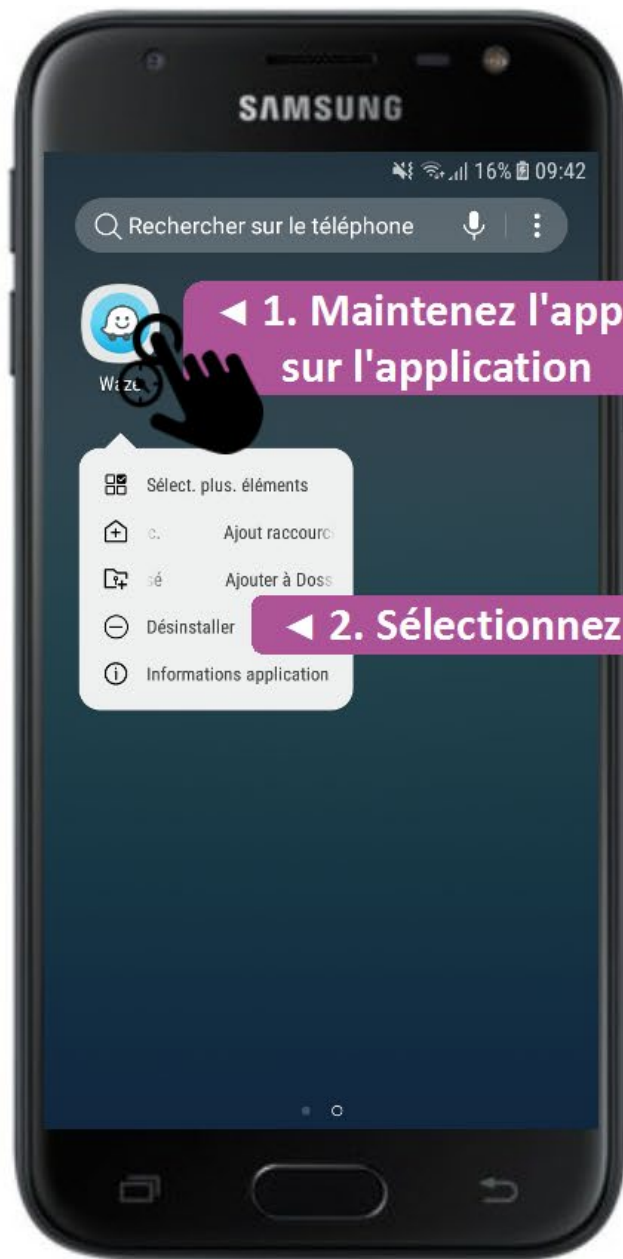 SAMSUNG
16% 09:42
Rechercher sur le téléphone
◄ 1. Maintenez l'app
sur l'application
Waze
Sélect. plus. éléments
c. Ajout raccourc
sé Ajouter à Doss
Désinstaller
◄ 2. Sélectionnez
Informations application